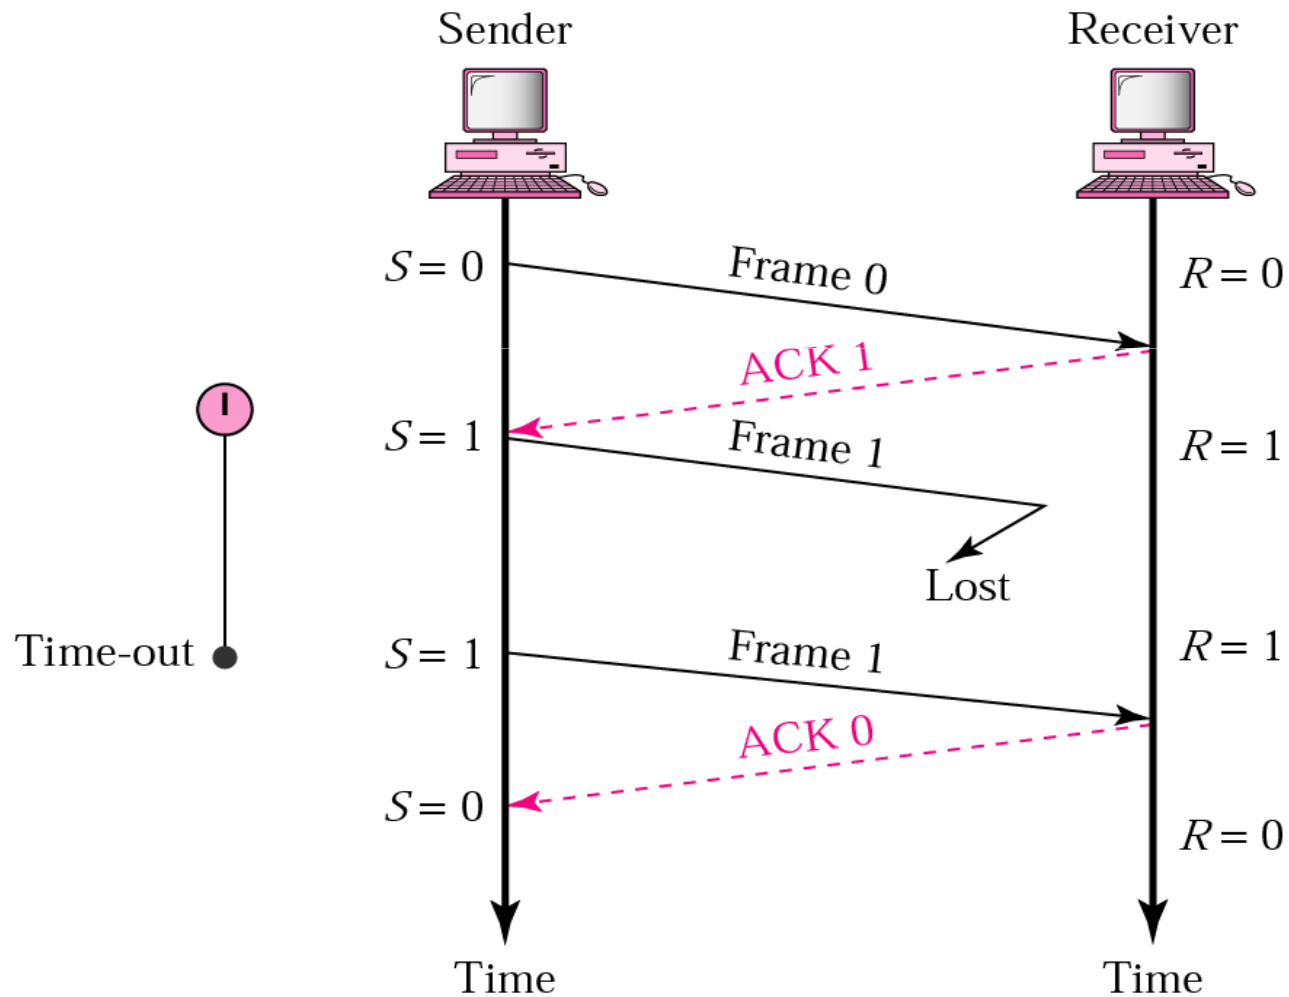 Sender
Receiver
S = 0
Frame 0
R = 0
ACK 1
S = 1
Frame 1
R = 1
Lost
Time-out
S = 1
Frame 1
R = 1
ACK 0
S = 0
R = 0
Time
Time